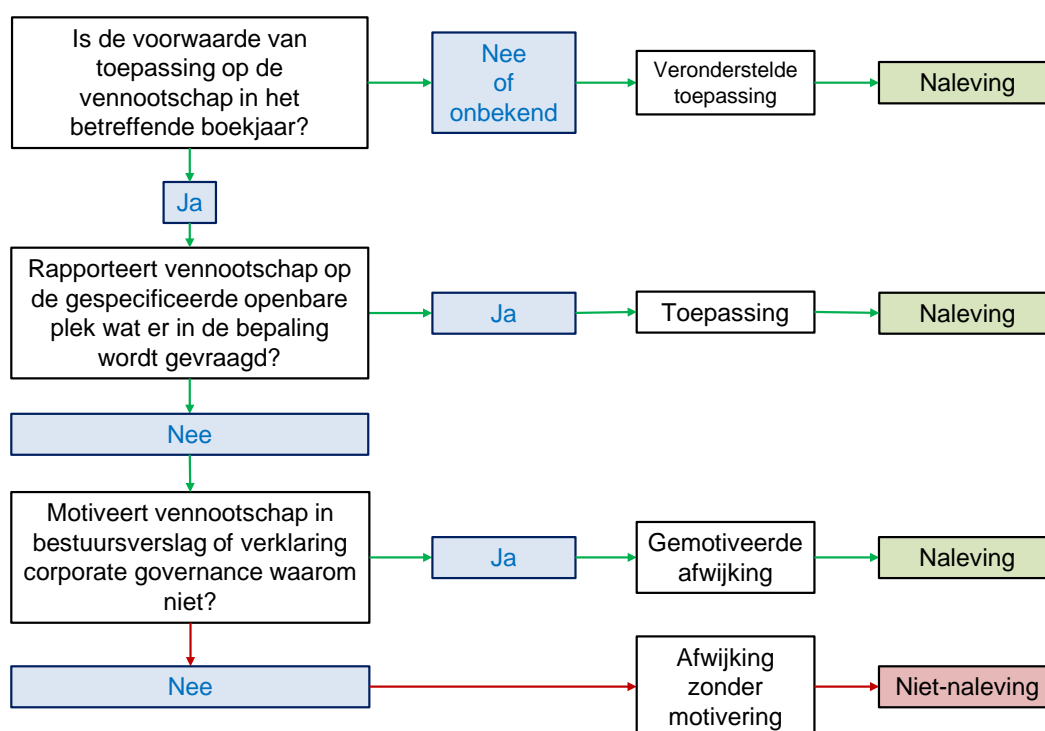 Is de voorwaarde van
toepassing op de
vennootschap in het
betreffende boekjaar?
Nee
of
onbekend
Veronderstelde
toepassing
Naleving
Ja
Rapporteert vennootschap op
de gespecificeerde openbare
plek wat er in de bepaling
wordt gevraagd?
Ja
Toepassing
Naleving
Nee
Motiveert vennootschap in
bestuursverslag of verklaring
corporate governance waarom
niet?
Ja
Gemotiveerde
afwijking
Naleving
Nee
Afwijking
zonder
motivering
Niet-naleving